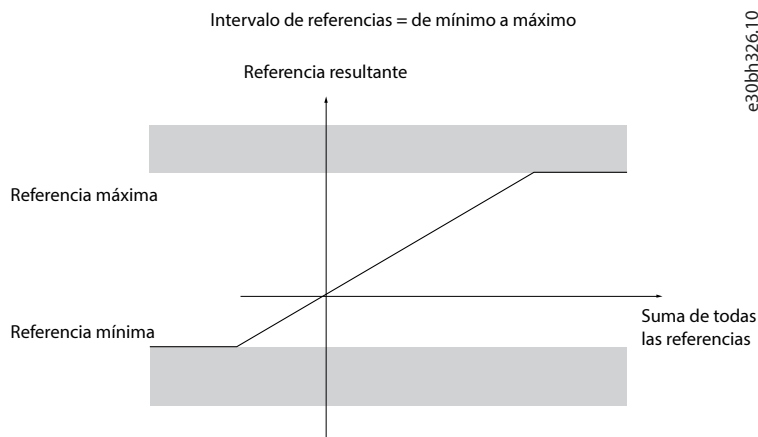 Intervalo de referencias = de mínimo a máximo
e30bh326.10
Referencia resultante
Referencia máxima
Referencia mínima
Suma de todas
las referencias